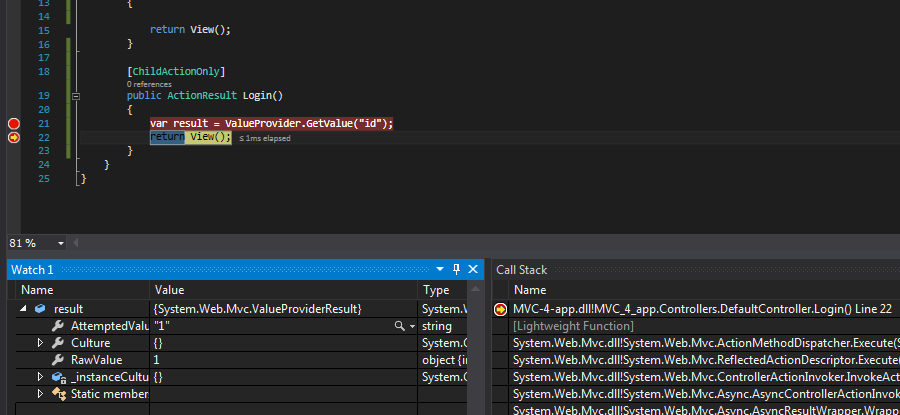 13 {
14
15 return View();
16 }
17
18 [ChildActionOnly]
0 references
19 public ActionResult Login()
20 {
21 var result = ValueProvider.GetValue("id");
22 return View(); ≤ 1ms elapsed
23 }
24 }
25 }
81 %
Watch 1
Name Value Type
result {System.Web.Mvc.ValueProviderResult} System.W
AttemptedValu "1" string
Culture {} System.C
RawValue 1 object {in
_instanceCultu {} System.C
Static member
Call Stack
Name
MVC-4-app.dll!MVC_4_app.Controllers.DefaultController.Login() Line 22
[Lightweight Function]
System.Web.Mvc.dll!System.Web.Mvc.ActionMethodDispatcher.Execute(S
System.Web.Mvc.dll!System.Web.Mvc.ReflectedActionDescriptor.Execute(
System.Web.Mvc.dll!System.Web.Mvc.ControllerActionInvoker.InvokeAct
System.Web.Mvc.dll!System.Web.Mvc.Async.AsyncControllerActionInvok
System.Web.Mvc.dll!System.Web.Mvc.Async.AsyncResultWrapper.Wrappe